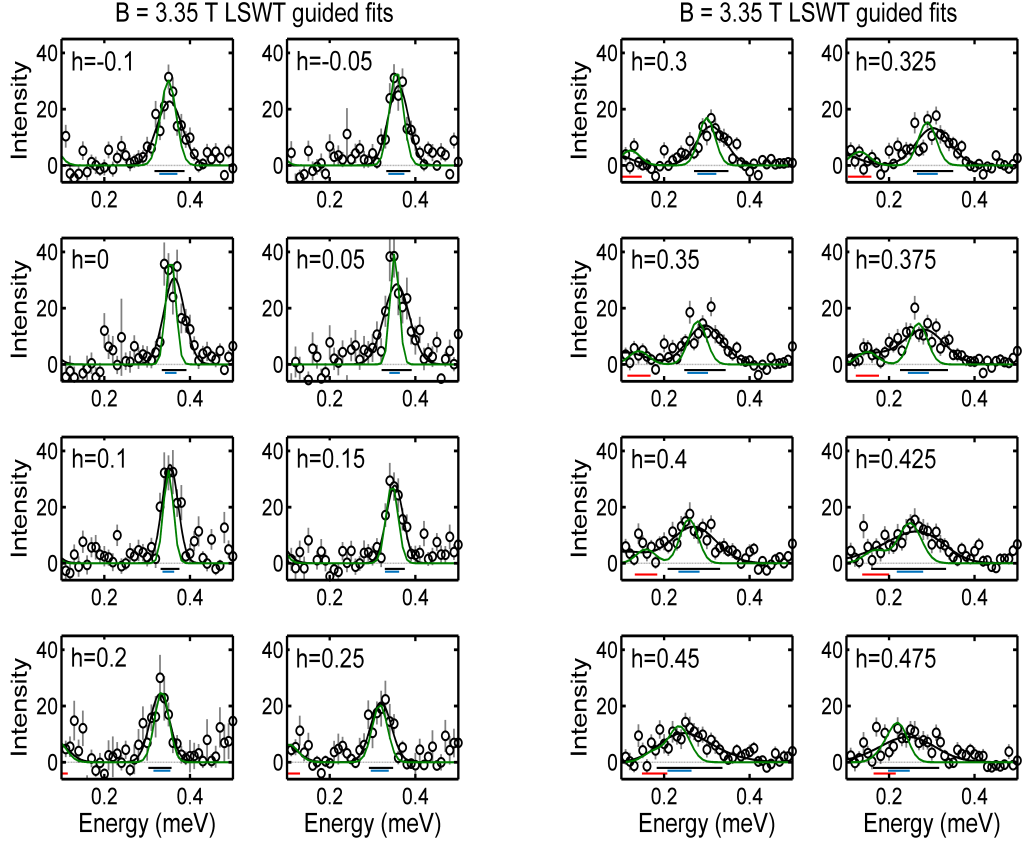 B = 3.35 T LSWT guided fits
B = 3.35 T LSWT guided fits
40 20 0 Intensity h=-0.1 0.2 0.4
40 20 0 h=-0.05 0.2 0.4
40 20 0 Intensity h=0.3 0.2 0.4
40 20 0 h=0.325 0.2 0.4
40 20 0 Intensity h=0 0.2 0.4
40 20 0 h=0.05 0.2 0.4
40 20 0 Intensity h=0.35 0.2 0.4
40 20 0 h=0.375 0.2 0.4
40 20 0 Intensity h=0.1 0.2 0.4
40 20 0 h=0.15 0.2 0.4
40 20 0 Intensity h=0.4 0.2 0.4
40 20 0 h=0.425 0.2 0.4
40 20 0 Intensity h=0.2 0.2 0.4
40 20 0 h=0.25 0.2 0.4
40 20 0 Intensity h=0.45 0.2 0.4
40 20 0 h=0.475 0.2 0.4
Energy (meV)
Energy (meV)
Energy (meV)
Energy (meV)